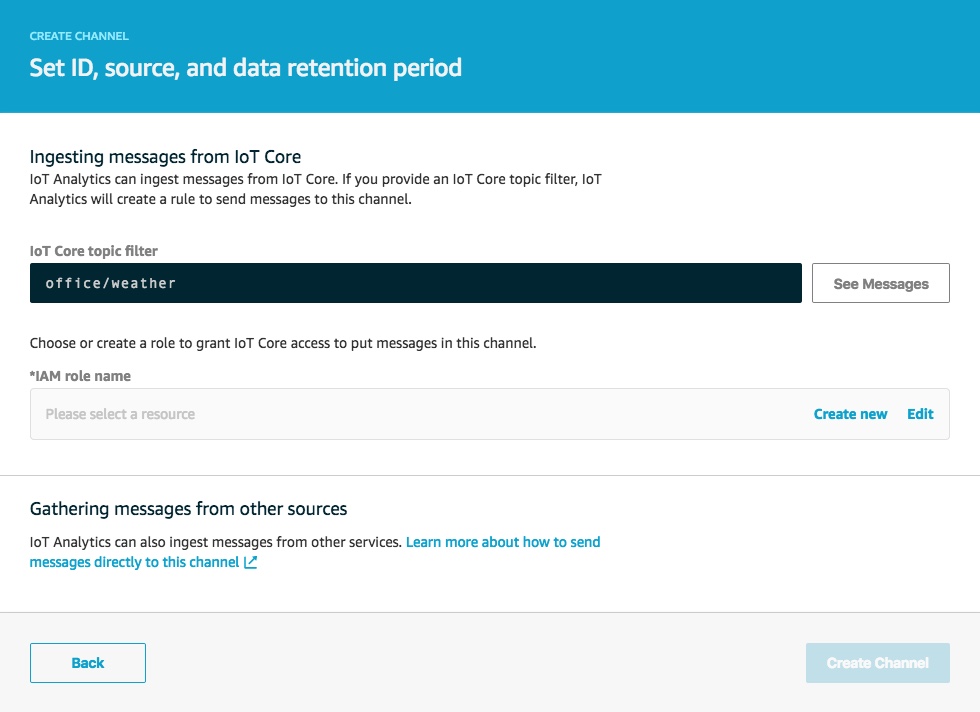 CREATE CHANNEL
Set ID, source, and data retention period
Ingesting messages from IoT Core
IoT Analytics can ingest messages from IoT Core. If you provide an IoT Core topic filter, IoT
Analytics will create a rule to send messages to this channel.
IoT Core topic filter
office/weather
See Messages
Choose or create a role to grant IoT Core access to put messages in this channel.
*IAM role name
Please select a resource
Create new
Edit
Gathering messages from other sources
IoT Analytics can also ingest messages from other services. Learn more about how to send
messages directly to this channel
Back
Create Channel